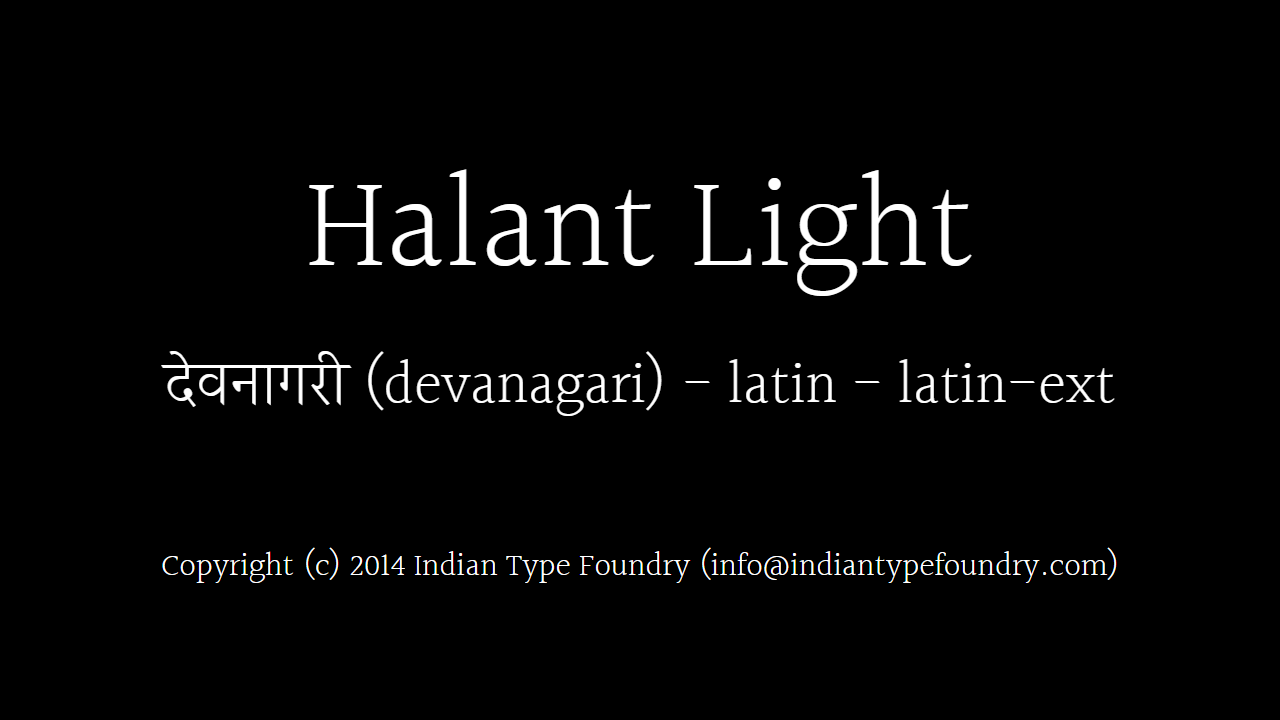 Halant Light
देवनागरी (devanagari) - latin - latin-ext
Copyright (c) 2014 Indian Type Foundry (info@indiantypefoundry.com)